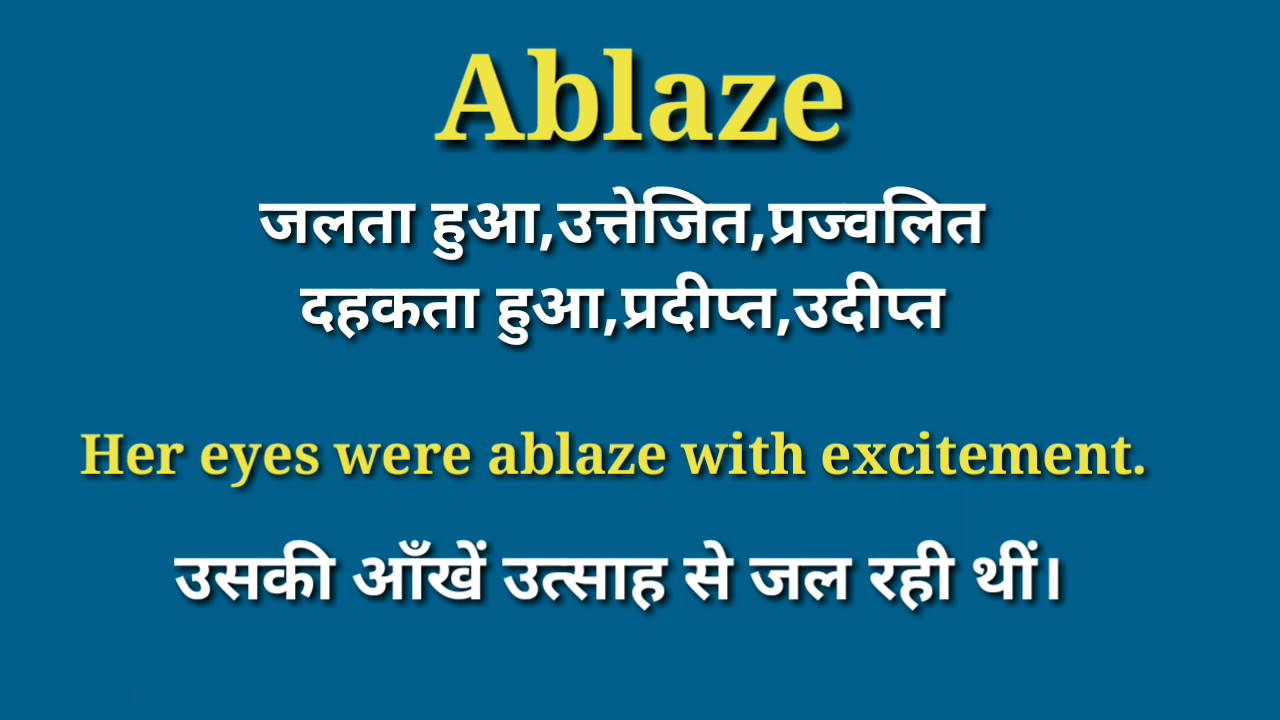 Ablaze
जलता हुआ,उत्तेजित,प्रज्वलित
दहकता हुआ,प्रदीप्त,उदीप्त
Her eyes were ablaze with excitement.
उसकी आँखें उत्साह से जल रही थीं।